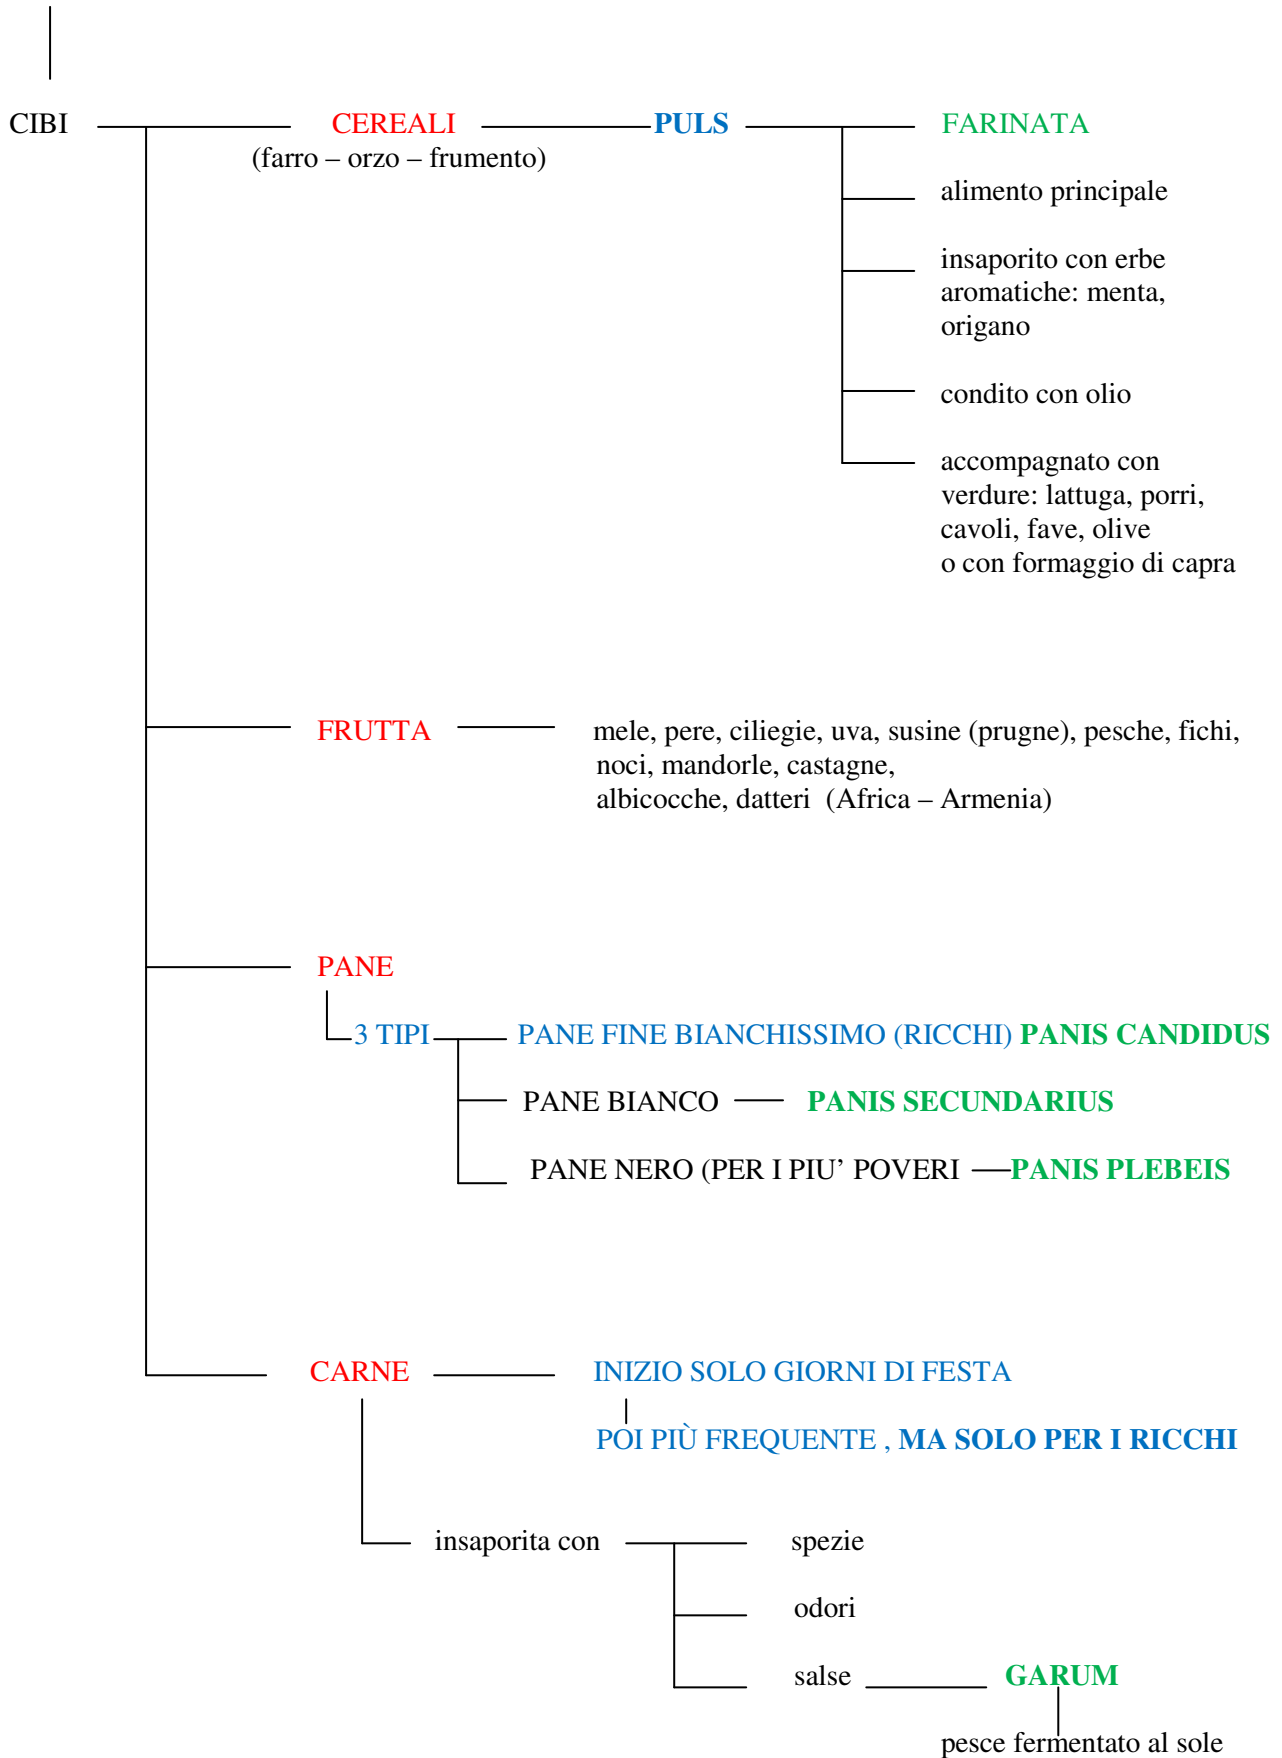 CIBI CEREALI PULS FARINATA
(farro – orzo – frumento)
alimento principale
insaporito con erbe
aromatiche: menta,
origano
condito con olio
accompagnato con
verdure: lattuga, porri,
cavoli, fave, olive
o con formaggio di capra
FRUTTA mele, pere, ciliegie, uva, susine (prugne), pesche, fichi,
noci, mandorle, castagne,
albicocche, datteri (Africa – Armenia)
PANE
3 TIPI PANE FINE BIANCHISSIMO (RICCHI) PANIS CANDIDUS
PANE BIANCO PANIS SECUNDARIUS
PANE NERO (PER I PIU’ POVERI PANIS PLEBEIS
CARNE INIZIO SOLO GIORNI DI FESTA
POI PIÙ FREQUENTE , MA SOLO PER I RICCHI
insaporita con spezie
odori
salse GARUM
pesce fermentato al sole